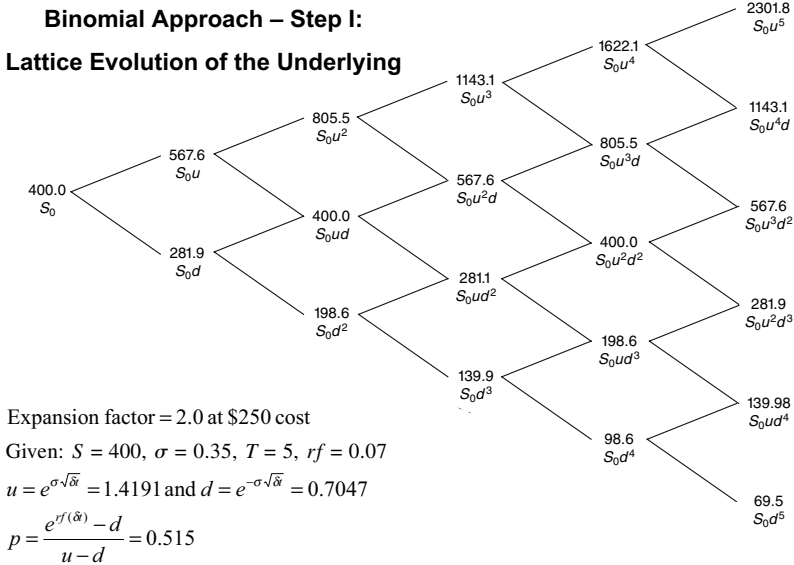 Binomial Approach – Step I:
Lattice Evolution of the Underlying
400.0
S₀
567.6
S₀u
281.9
S₀d
805.5
S₀u²
400.0
S₀ud
198.6
S₀d²
1143.1
S₀u³
567.6
S₀u²d
281.1
S₀ud²
139.9
S₀d³
1622.1
S₀u⁴
805.5
S₀u³d
400.0
S₀u²d²
198.6
S₀ud³
98.6
S₀d⁴
2301.8
S₀u⁵
1143.1
S₀u⁴d
567.6
S₀u³d²
281.9
S₀u²d³
139.98
S₀ud⁴
69.5
S₀d⁵
Expansion factor = 2.0 at $250 cost
Given: S = 400, σ = 0.35, T = 5, rf = 0.07
u = e^{σ√δt} = 1.4191 and d = e^{−σ√δt} = 0.7047
p = (e^{rf(δt)} − d) / (u − d) = 0.515